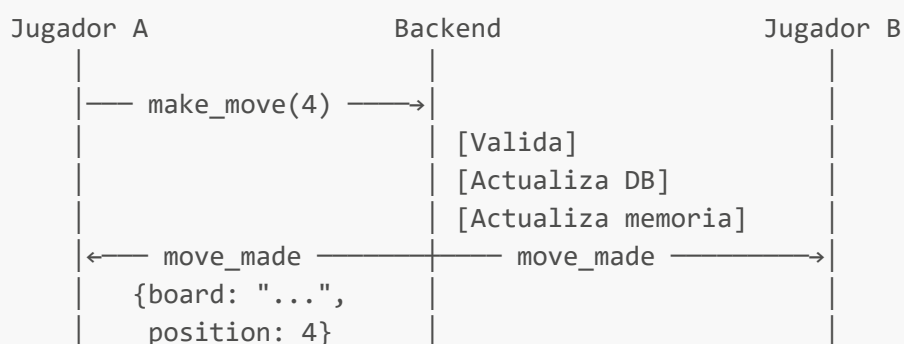 Jugador A Backend Jugador B
make_move(4)
[Valida]
[Actualiza DB]
[Actualiza memoria]
move_made move_made
{board: "...",
position: 4}